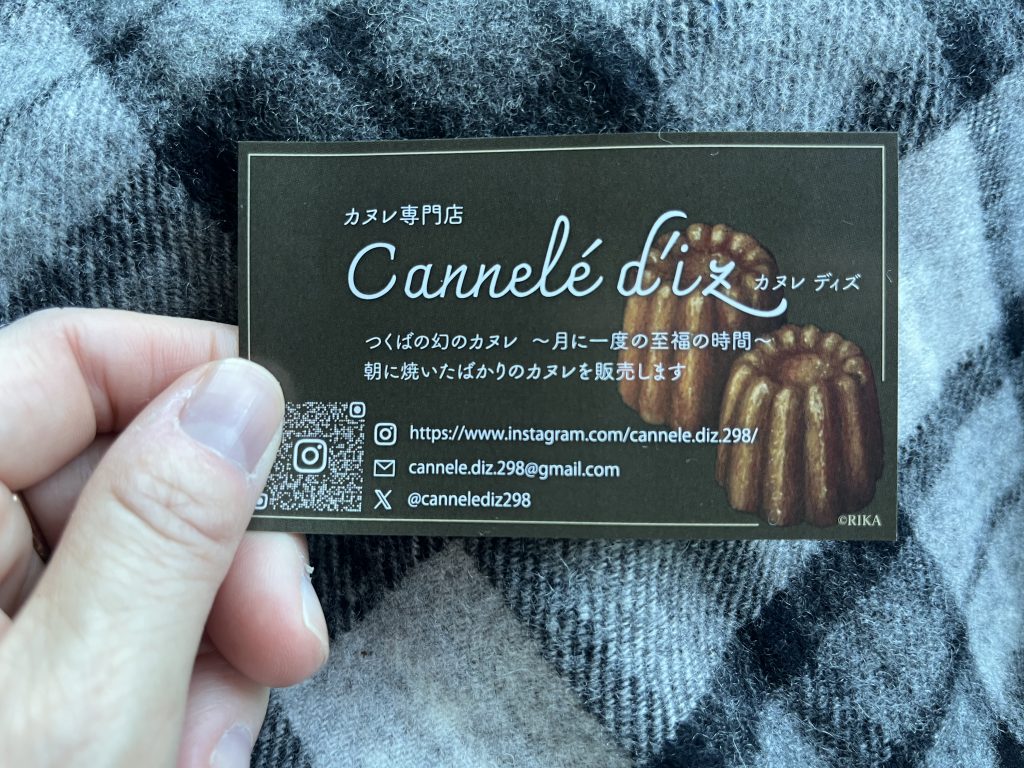 カヌレ専門店
Cannelé d'iz カヌレ ディズ
つくばの幻のカヌレ ～月に一度の至福の時間～
朝に焼いたばかりのカヌレを販売します
https://www.instagram.com/cannele.diz.298/
cannele.diz.298@gmail.com
@cannelediz298
©RIKA